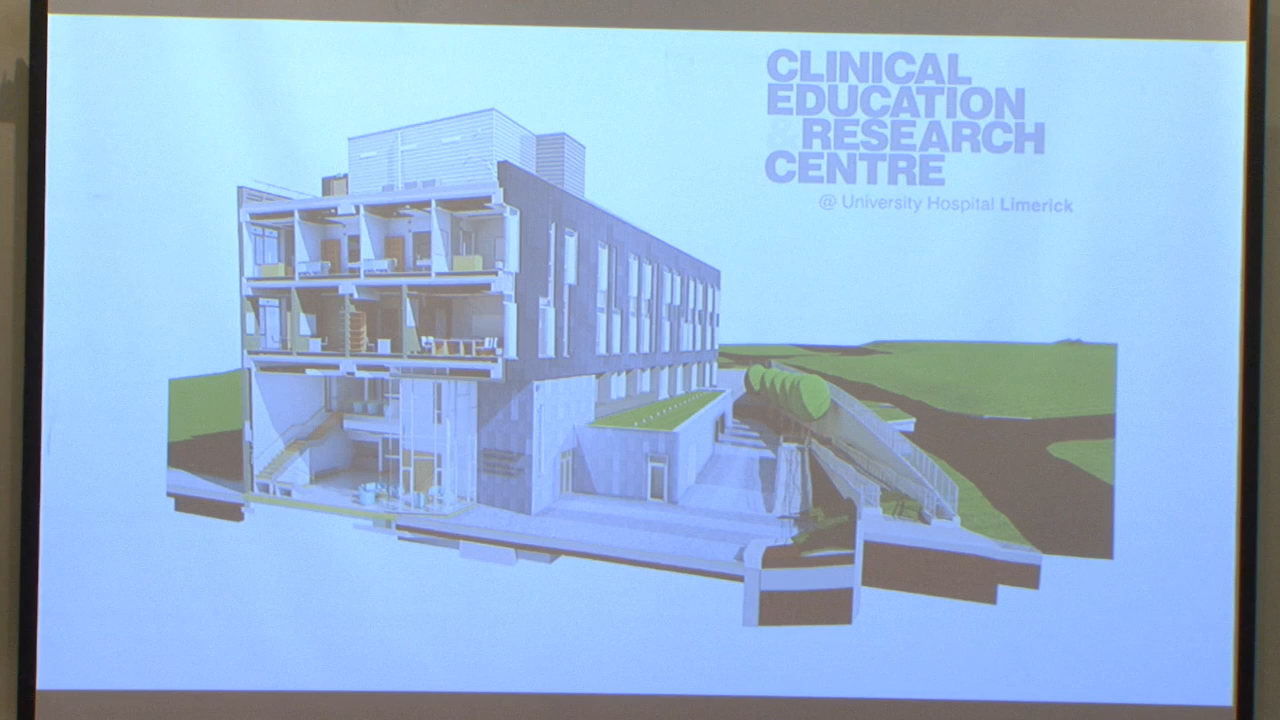 CLINICAL
EDUCATION
& RESEARCH
CENTRE
@ University Hospital Limerick